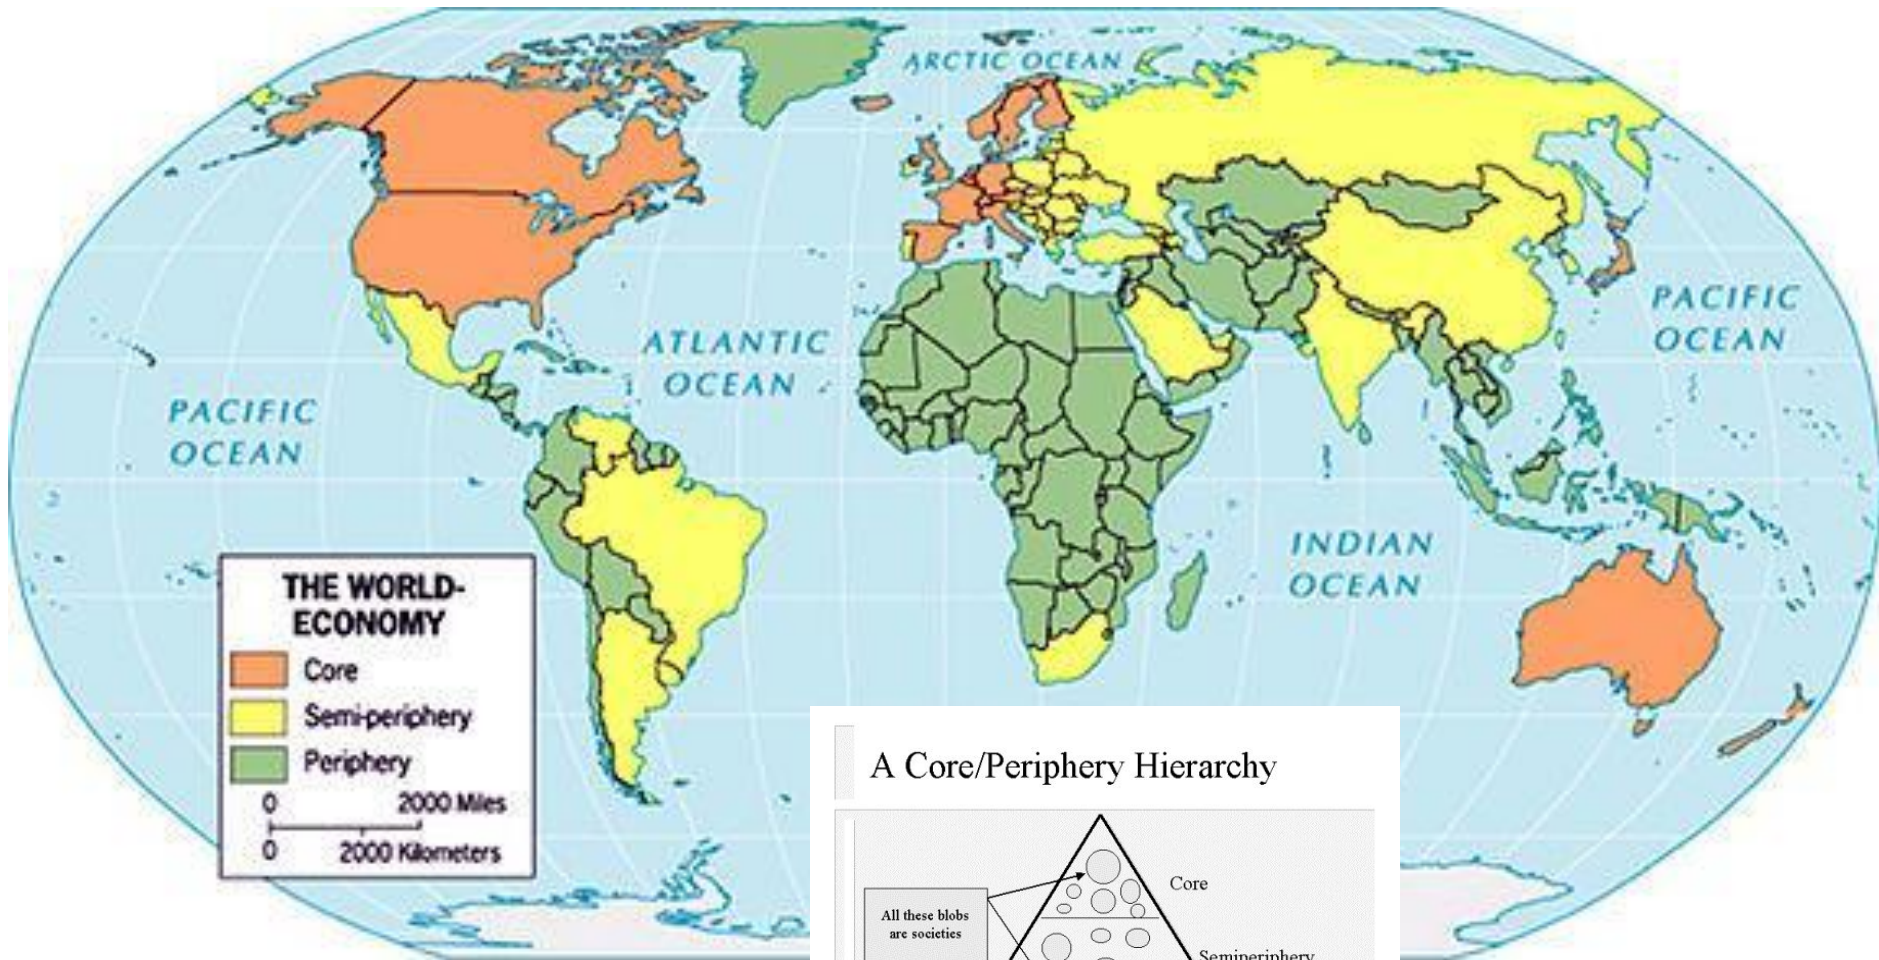 ARCTIC OCEAN
ATLANTIC
OCEAN
PACIFIC
OCEAN
PACIFIC
OCEAN
INDIAN
OCEAN
THE WORLD-
ECONOMY
Core
Semi-periphery
Periphery
0 2000 Miles
0 2000 Kilometers
A Core/Periphery Hierarchy
Core
All these blobs
are societies
Semiperiphery